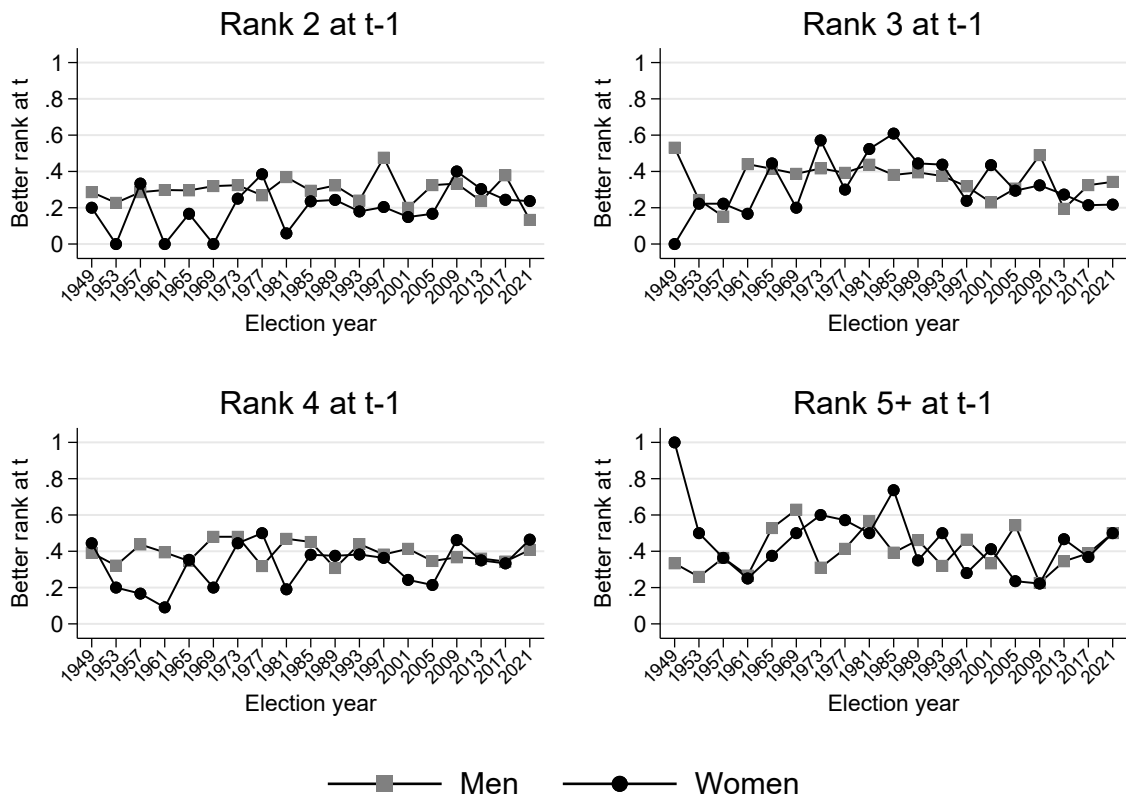 Rank 2 at t-1
Better rank at t
1
.8
.6
.4
.2
0
1949 1953 1957 1961 1965 1969 1973 1977 1981 1985 1989 1993 1997 2001 2005 2009 2013 2017 2021
Election year
Rank 3 at t-1
Better rank at t
1
.8
.6
.4
.2
0
1949 1953 1957 1961 1965 1969 1973 1977 1981 1985 1989 1993 1997 2001 2005 2009 2013 2017 2021
Election year
Rank 4 at t-1
Better rank at t
1
.8
.6
.4
.2
0
1949 1953 1957 1961 1965 1969 1973 1977 1981 1985 1989 1993 1997 2001 2005 2009 2013 2017 2021
Election year
Rank 5+ at t-1
Better rank at t
1
.8
.6
.4
.2
0
1949 1953 1957 1961 1965 1969 1973 1977 1981 1985 1989 1993 1997 2001 2005 2009 2013 2017 2021
Election year
Men Women